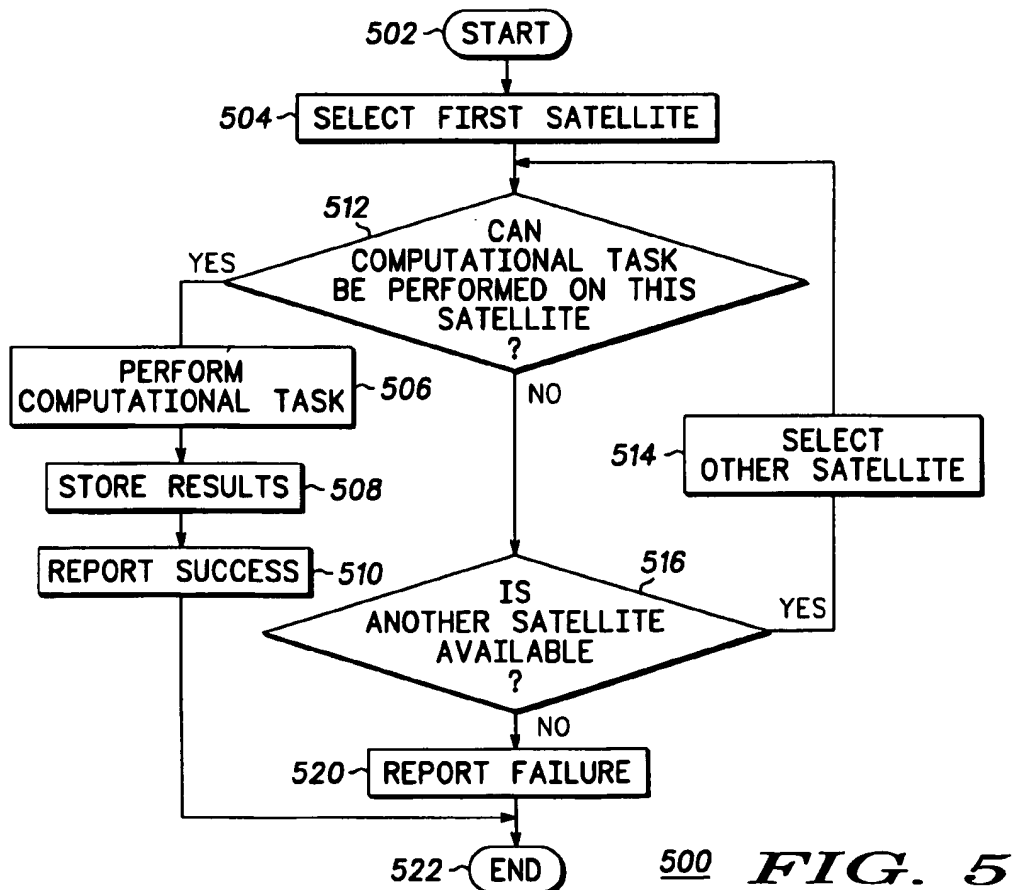 502
START
504
SELECT FIRST SATELLITE
512
CAN
COMPUTATIONAL TASK
BE PERFORMED ON THIS
SATELLITE
?
YES
NO
PERFORM
COMPUTATIONAL TASK
506
STORE RESULTS
508
REPORT SUCCESS
510
514
SELECT
OTHER SATELLITE
516
IS
ANOTHER SATELLITE
AVAILABLE
?
YES
NO
520
REPORT FAILURE
522
END
500 FIG. 5